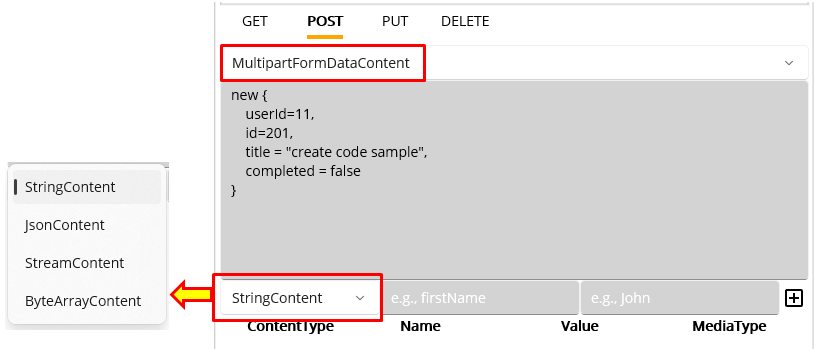 GET POST PUT DELETE
MultipartFormDataContent
new {
userId=11,
id=201,
title = "create code sample",
completed = false
}
StringContent
JsonContent
StreamContent
ByteArrayContent
StringContent e.g., firstName e.g., John
ContentType Name Value MediaType